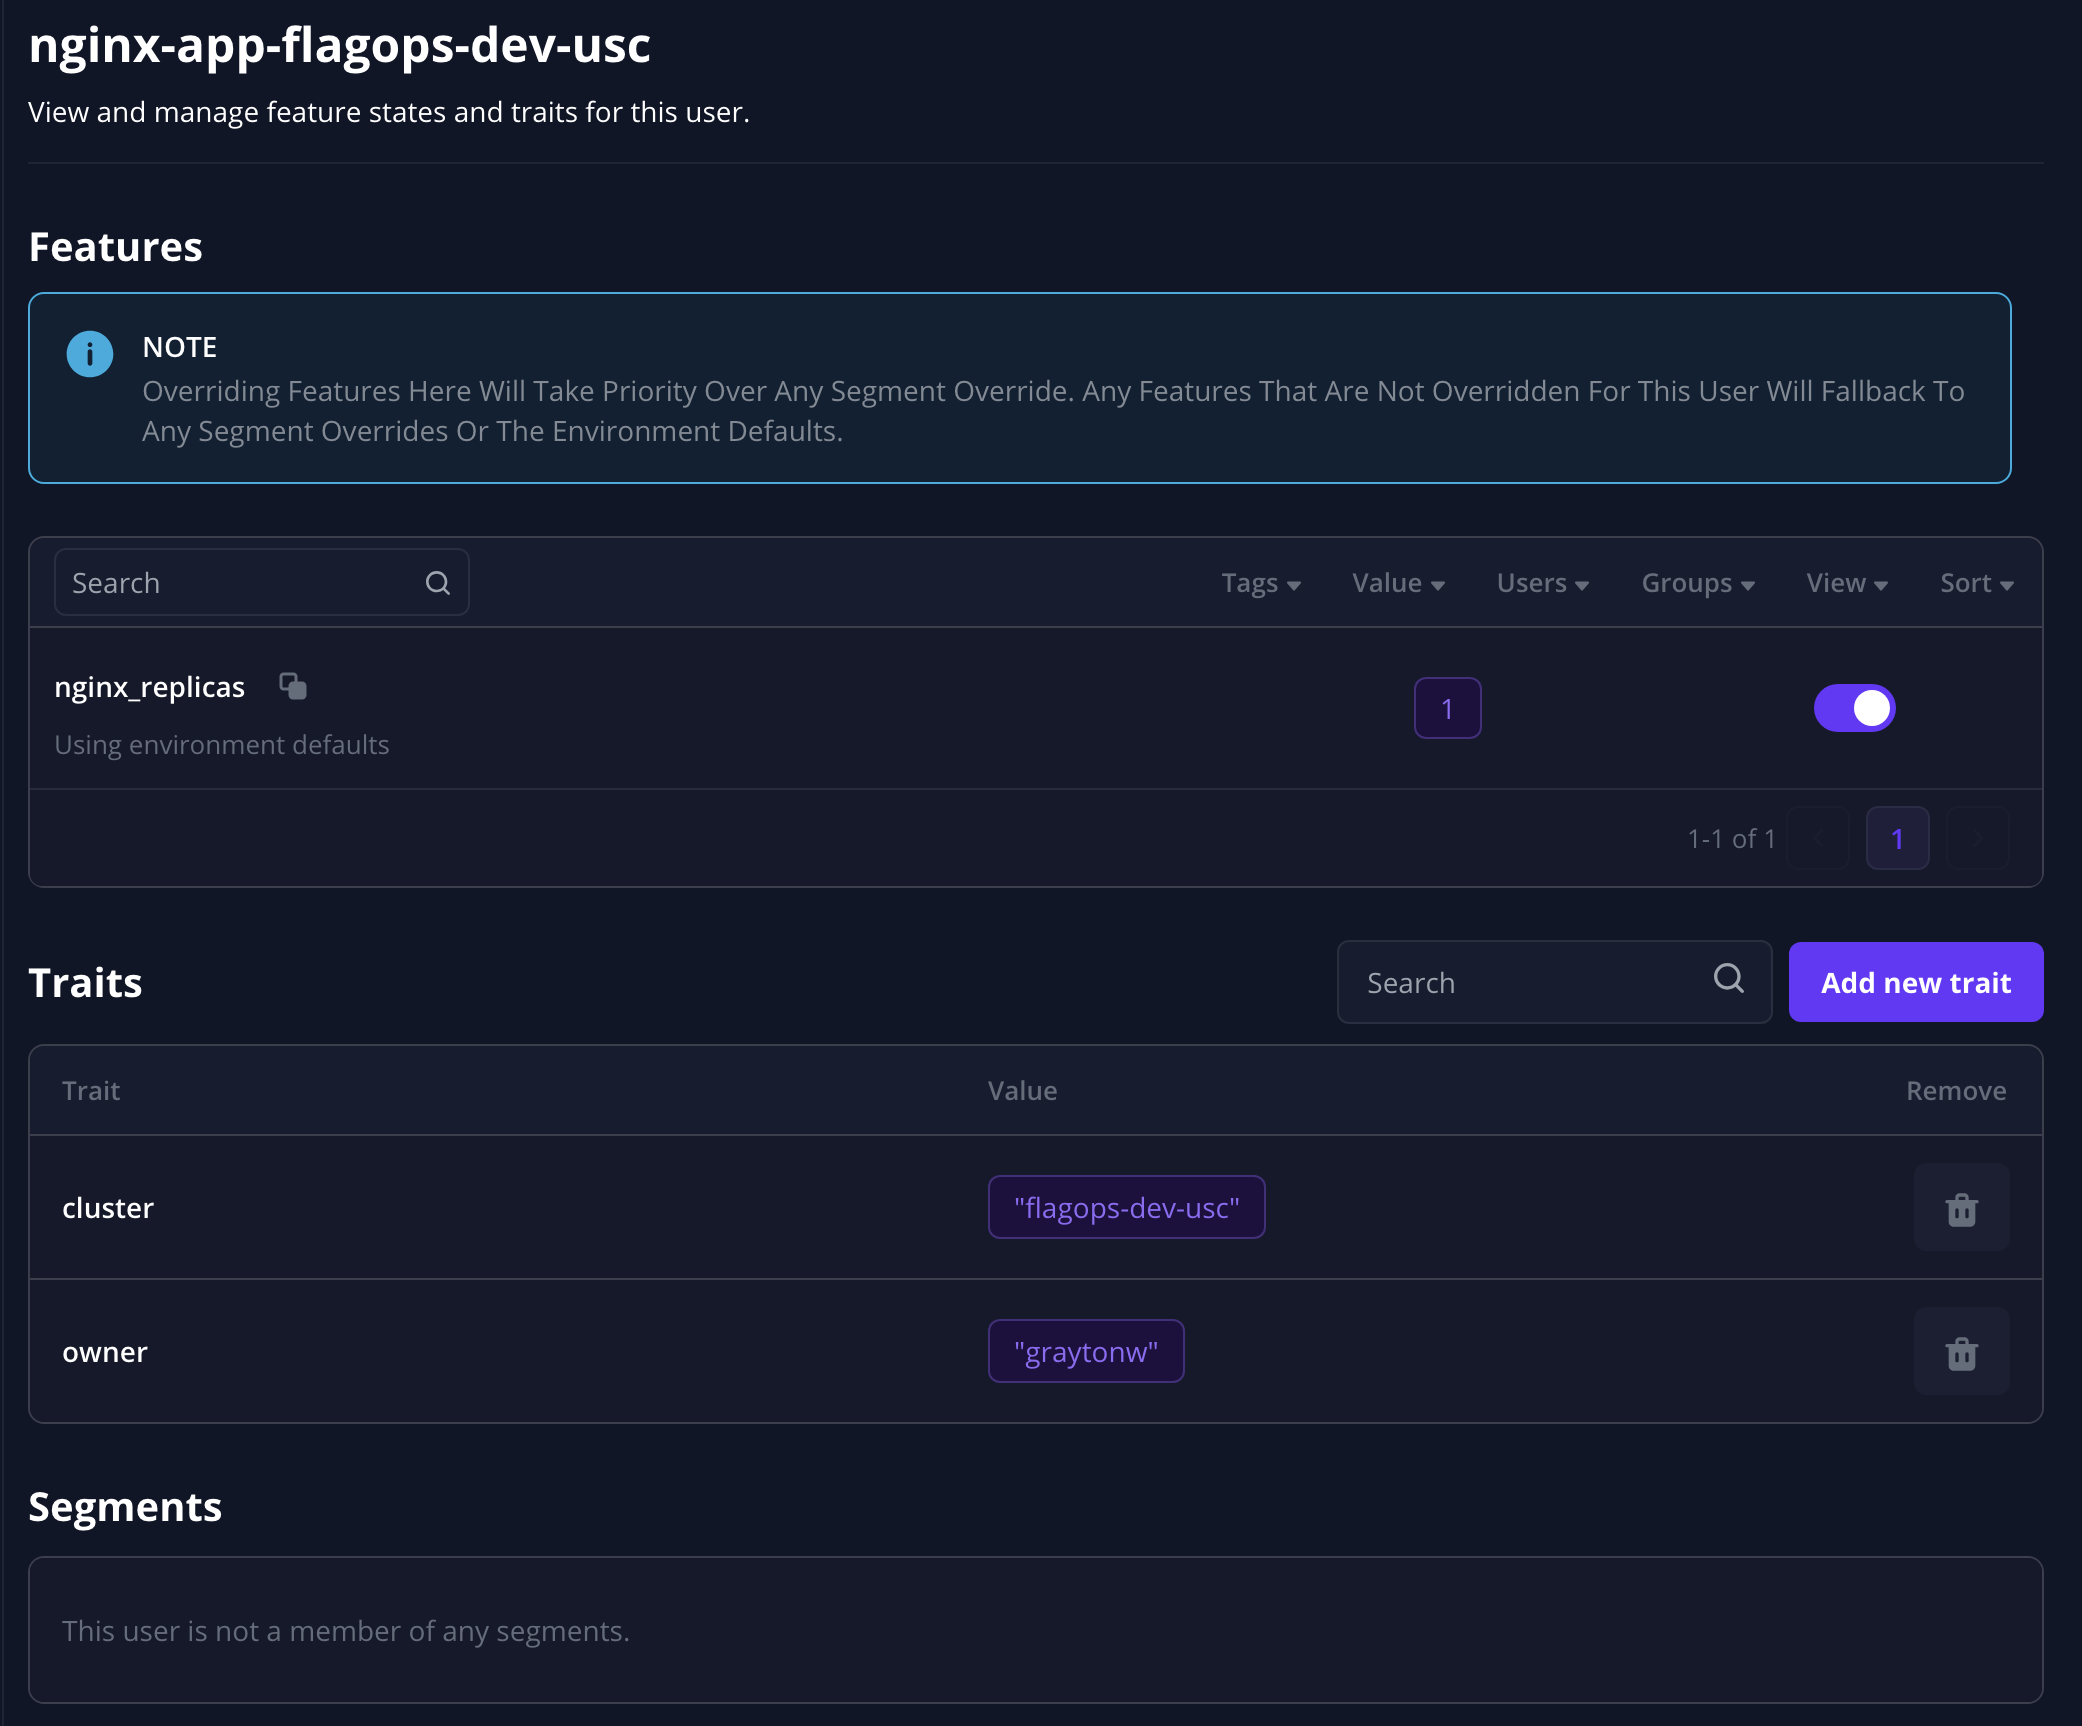 nginx-app-flagops-dev-usc
View and manage feature states and traits for this user.
Features
NOTE
Overriding Features Here Will Take Priority Over Any Segment Override. Any Features That Are Not Overridden For This User Will Fallback To
Any Segment Overrides Or The Environment Defaults.
Search Tags Value Users Groups View Sort
nginx_replicas 1
Using environment defaults
1-1 of 1 1
Traits Search Add new trait
Trait Value Remove
cluster "flagops-dev-usc"
owner "graytonw"
Segments
This user is not a member of any segments.